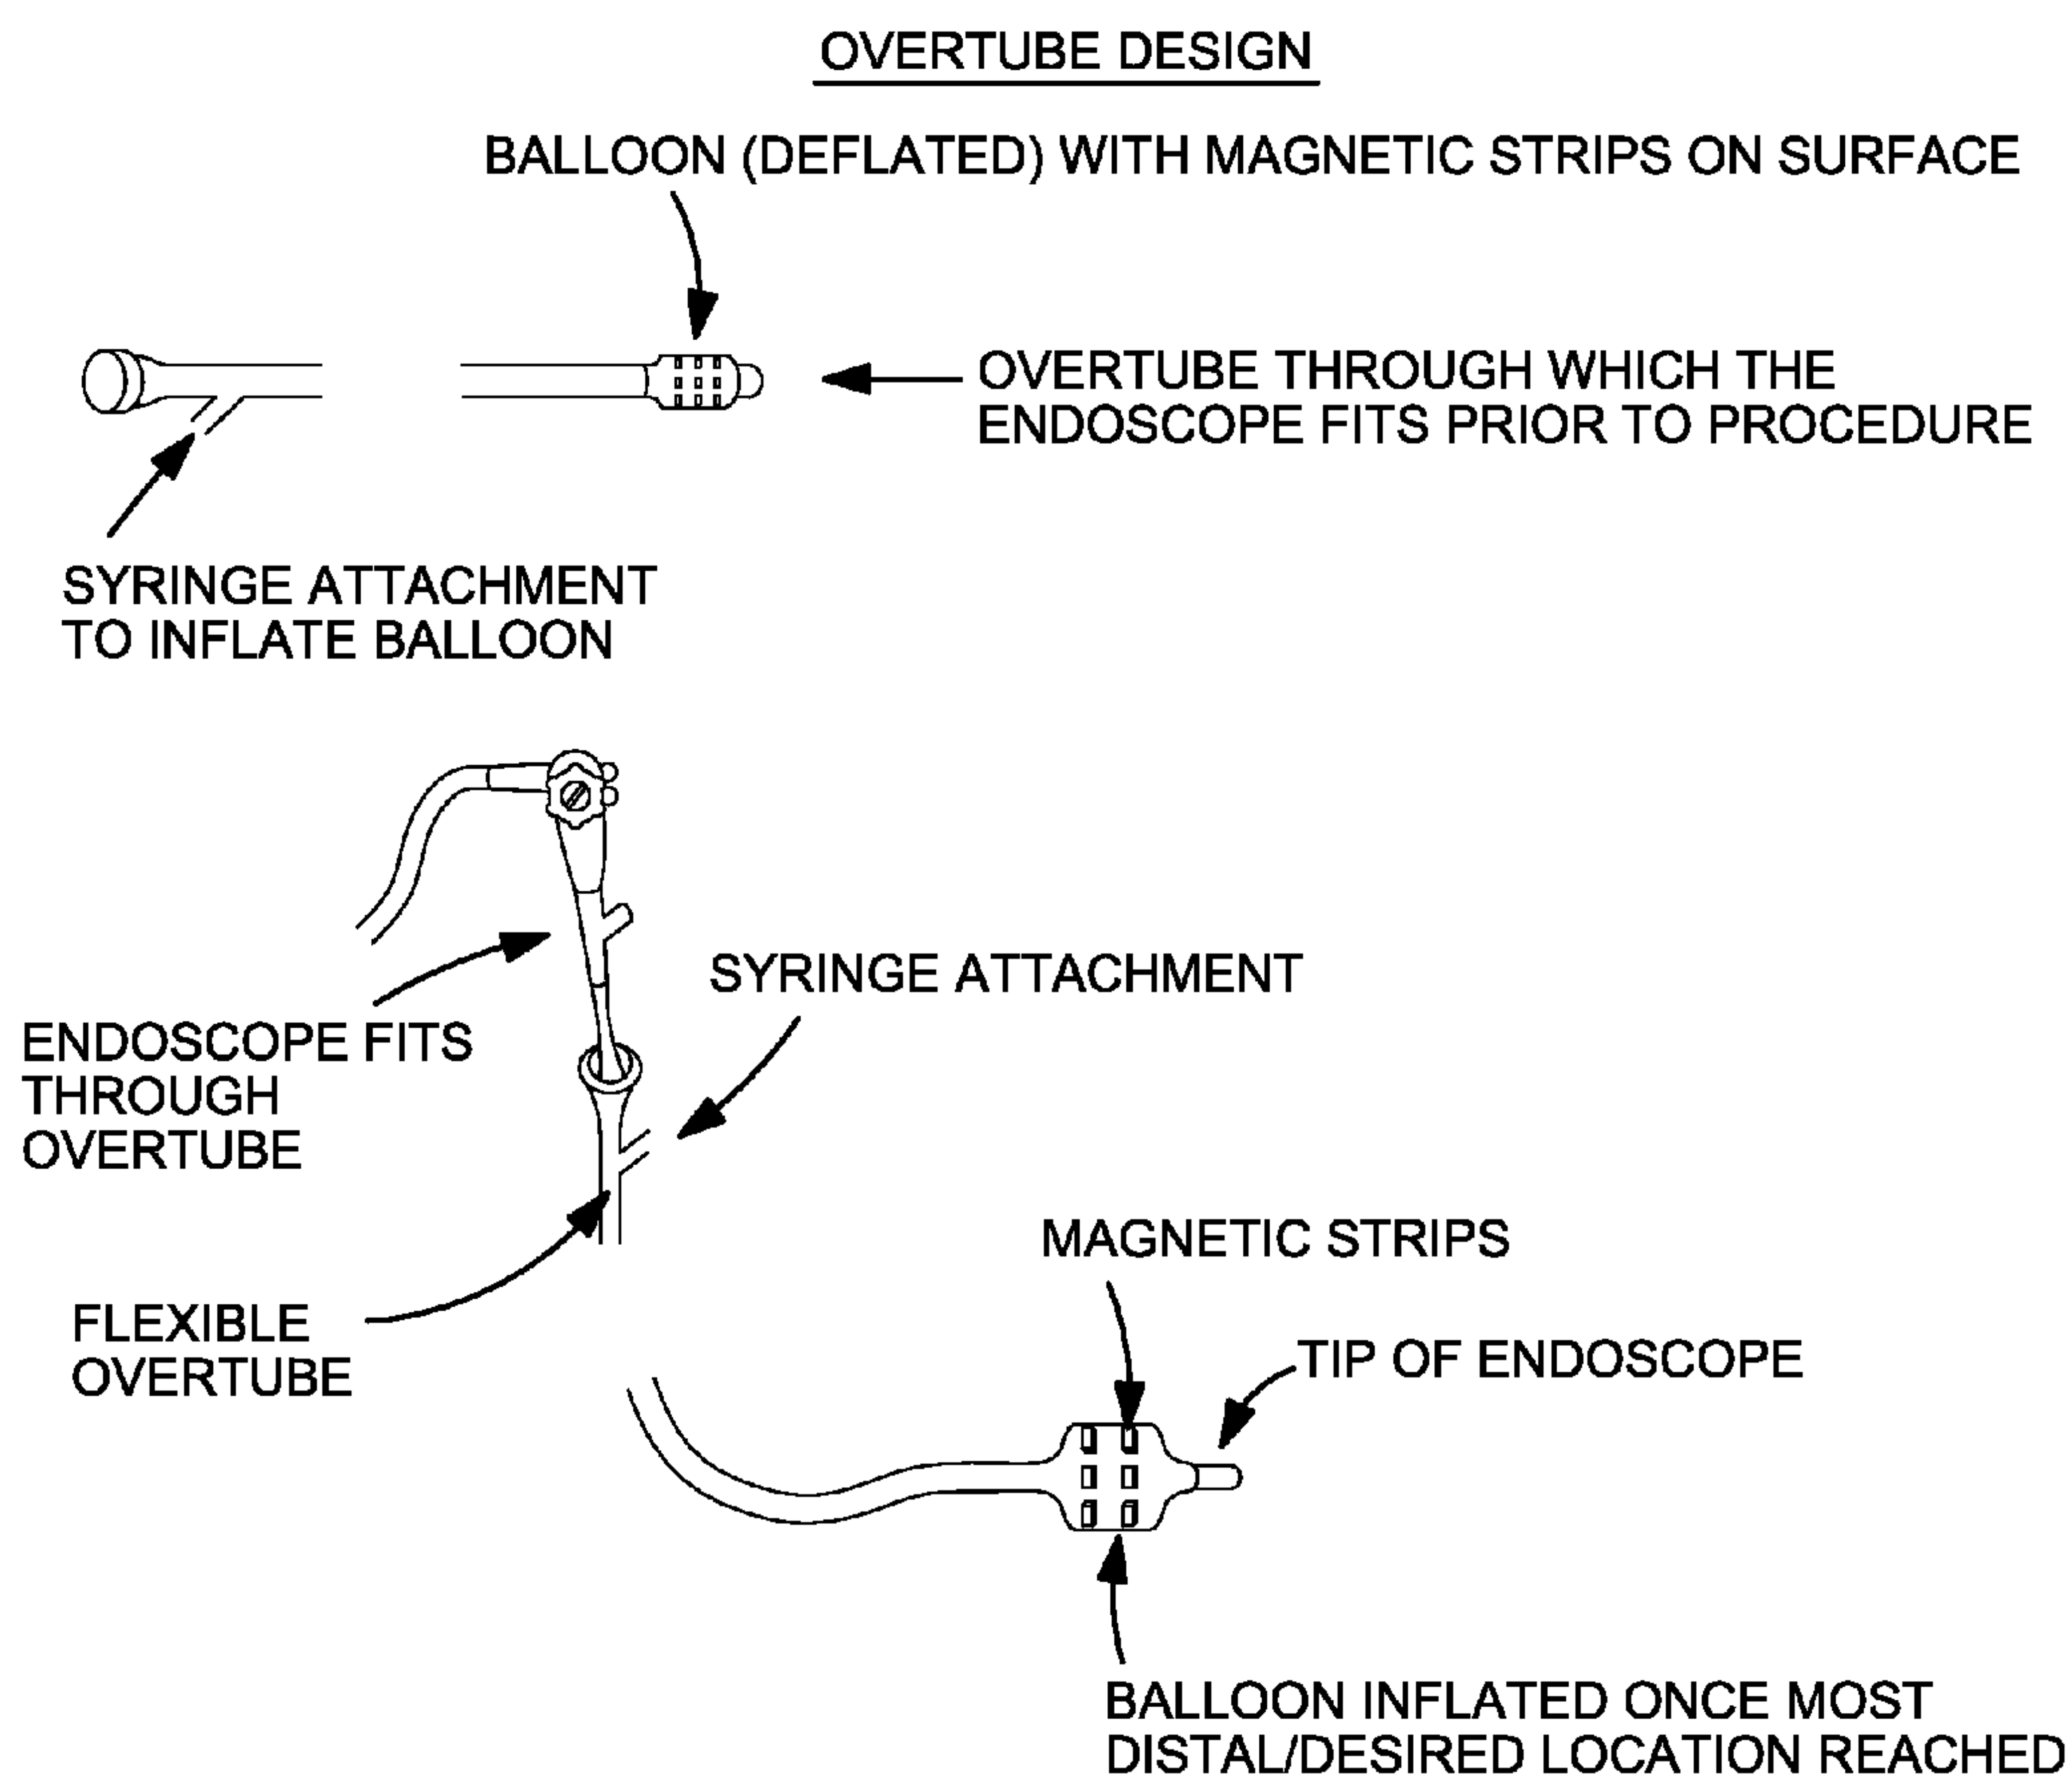 OVERTUBE DESIGN
BALLOON (DEFLATED) WITH MAGNETIC STRIPS ON SURFACE
OVERTUBE THROUGH WHICH THE
ENDOSCOPE FITS PRIOR TO PROCEDURE
SYRINGE ATTACHMENT
TO INFLATE BALLOON
SYRINGE ATTACHMENT
ENDOSCOPE FITS
THROUGH
OVERTUBE
MAGNETIC STRIPS
FLEXIBLE
OVERTUBE
TIP OF ENDOSCOPE
BALLOON INFLATED ONCE MOST
DISTAL/DESIRED LOCATION REACHED